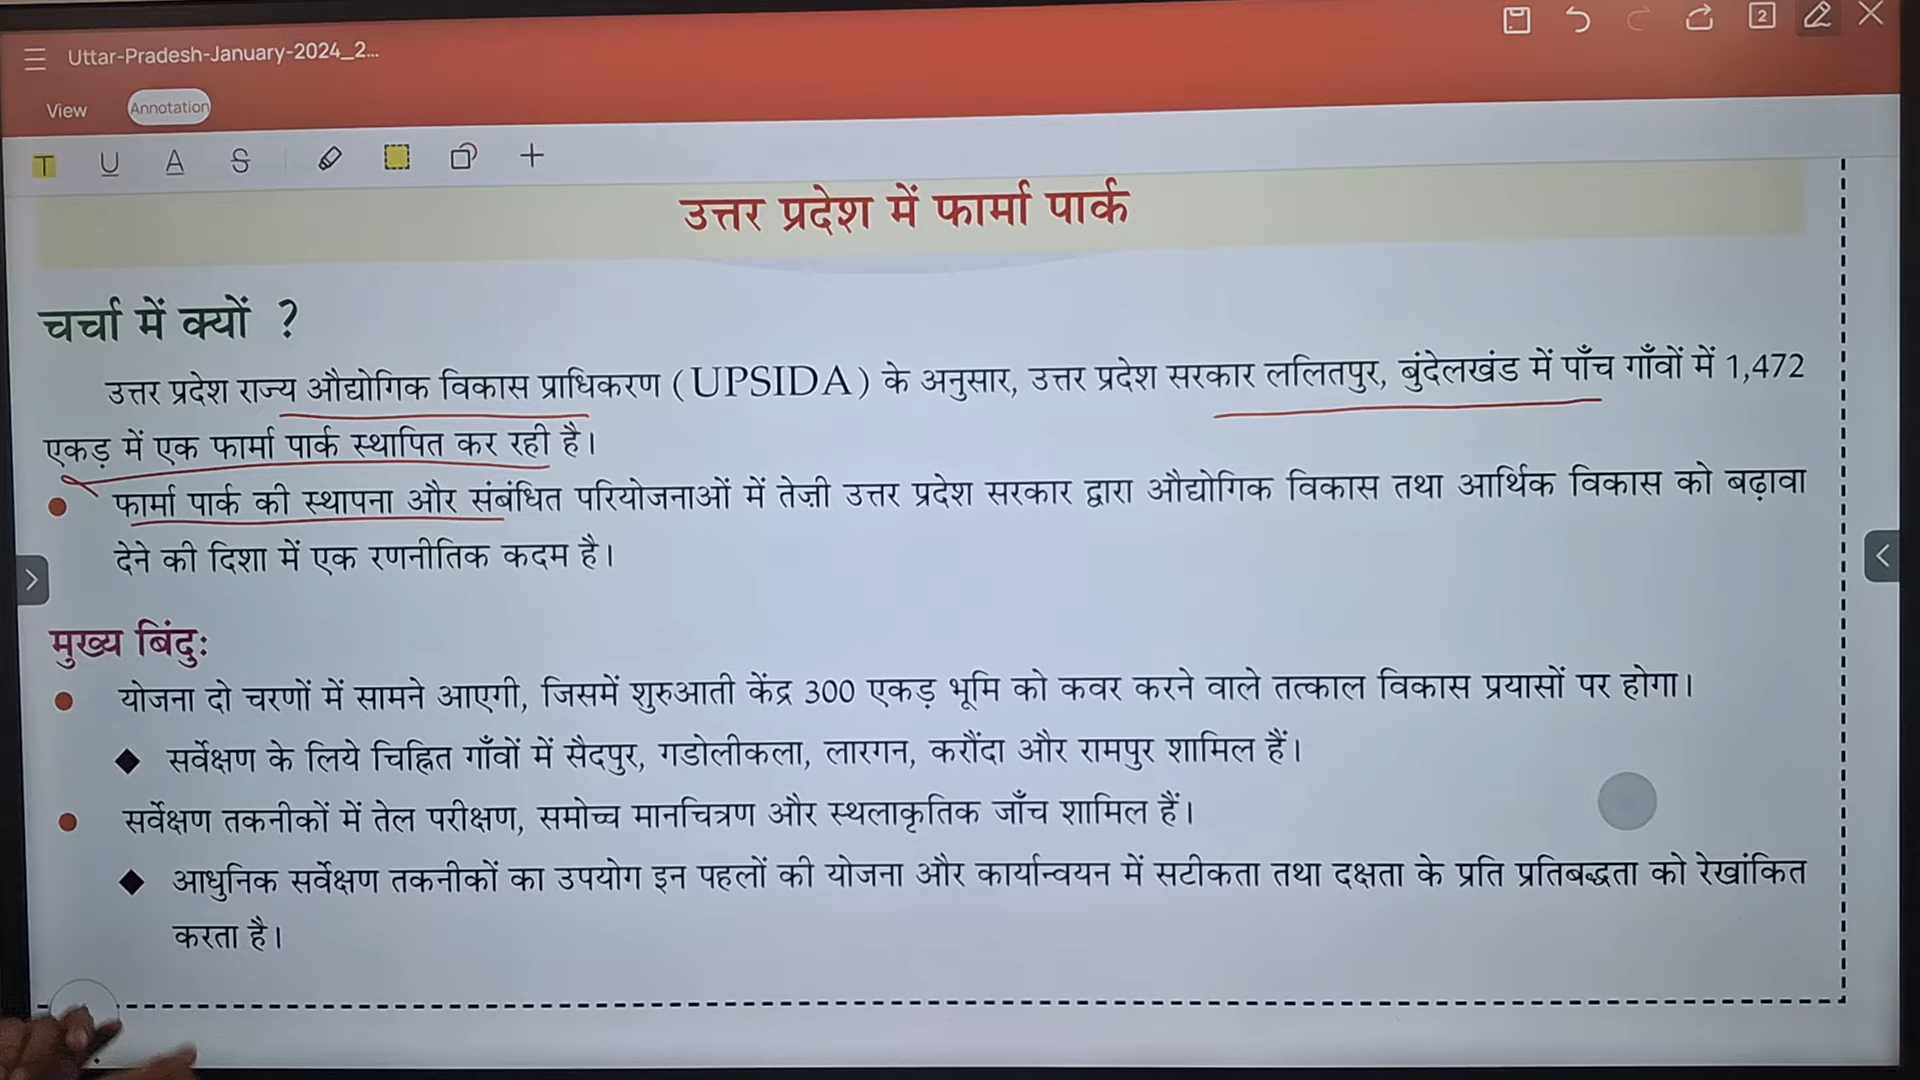 Uttar-Pradesh-January-2024_2...
2
View
Annotation
T U A S
उत्तर प्रदेश में फार्मा पार्क
चर्चा में क्यों ?
उत्तर प्रदेश राज्य औद्योगिक विकास प्राधिकरण (UPSIDA) के अनुसार, उत्तर प्रदेश सरकार ललितपुर, बुंदेलखंड में पाँच गाँवों में 1,472
एकड़ में एक फार्मा पार्क स्थापित कर रही है।
फार्मा पार्क की स्थापना और संबंधित परियोजनाओं में तेज़ी उत्तर प्रदेश सरकार द्वारा औद्योगिक विकास तथा आर्थिक विकास को बढ़ावा
देने की दिशा में एक रणनीतिक कदम है।
मुख्य बिंदु:
योजना दो चरणों में सामने आएगी, जिसमें शुरुआती केंद्र 300 एकड़ भूमि को कवर करने वाले तत्काल विकास प्रयासों पर होगा।
सर्वेक्षण के लिये चिह्नित गाँवों में सैदपुर, गडोलीकला, लारगन, करौंदा और रामपुर शामिल हैं।
सर्वेक्षण तकनीकों में तेल परीक्षण, समोच्च मानचित्रण और स्थलाकृतिक जाँच शामिल हैं।
आधुनिक सर्वेक्षण तकनीकों का उपयोग इन पहलों की योजना और कार्यान्वयन में सटीकता तथा दक्षता के प्रति प्रतिबद्धता को रेखांकित
करता है।